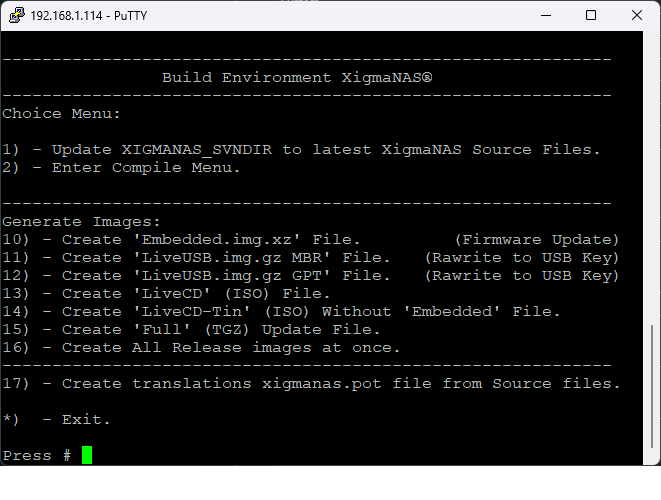 192.168.1.114 - PuTTY
--------------------------------------------------------------
Build Environment XigmaNAS®
--------------------------------------------------------------
Choice Menu:
1) - Update XIGMANAS_SVNDIR to latest XigmaNAS Source Files.
2) - Enter Compile Menu.
--------------------------------------------------------------
Generate Images:
10) - Create 'Embedded.img.xz' File. (Firmware Update)
11) - Create 'LiveUSB.img.gz MBR' File. (Rawrite to USB Key)
12) - Create 'LiveUSB.img.gz GPT' File. (Rawrite to USB Key)
13) - Create 'LiveCD' (ISO) File.
14) - Create 'LiveCD-Tin' (ISO) Without 'Embedded' File.
15) - Create 'Full' (TGZ) Update File.
16) - Create All Release images at once.
--------------------------------------------------------------
17) - Create translations xigmanas.pot file from Source files.
*) - Exit.
Press #